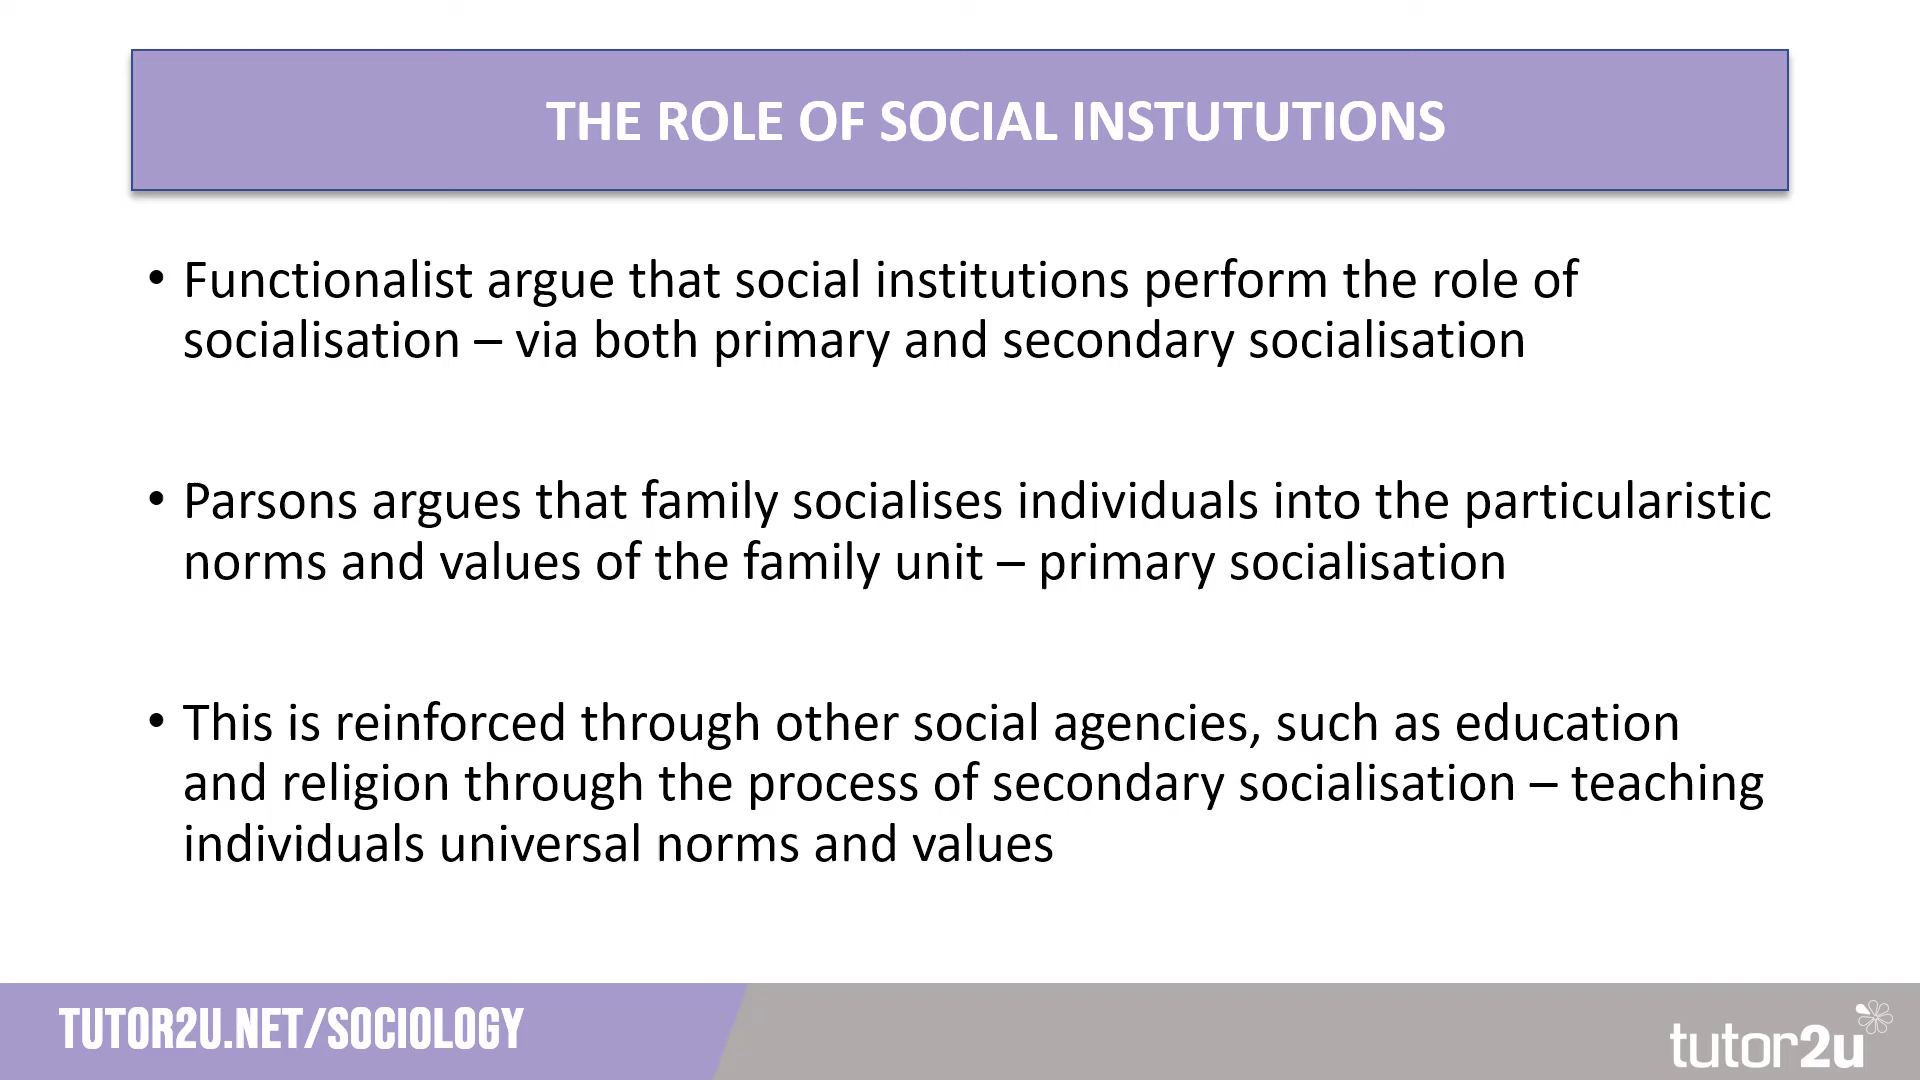 THE ROLE OF SOCIAL INSTUTUTIONS
• Functionalist argue that social institutions perform the role of
socialisation – via both primary and secondary socialisation
• Parsons argues that family socialises individuals into the particularistic
norms and values of the family unit – primary socialisation
• This is reinforced through other social agencies, such as education
and religion through the process of secondary socialisation – teaching
individuals universal norms and values
TUTOR2U.NET/SOCIOLOGY
tutor2u